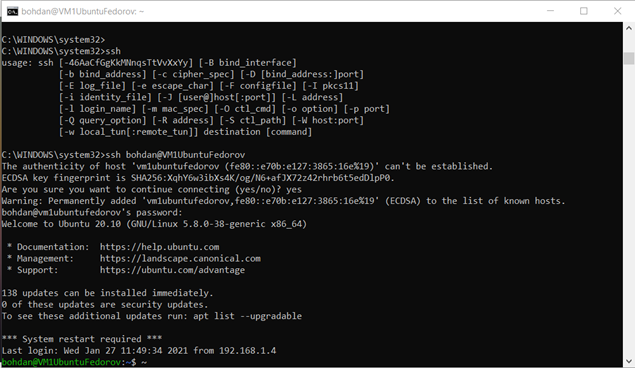 bohdan@VM1UbuntuFedorov: ~
C:\WINDOWS\system32>
C:\WINDOWS\system32>ssh
usage: ssh [-46AaCfGgKkMNnqsTtVvXxYy] [-B bind_interface]
[-b bind_address] [-c cipher_spec] [-D [bind_address:]port]
[-E log_file] [-e escape_char] [-F configfile] [-I pkcs11]
[-i identity_file] [-J [user@]host[:port]] [-L address]
[-l login_name] [-m mac_spec] [-O ctl_cmd] [-o option] [-p port]
[-Q query_option] [-R address] [-S ctl_path] [-W host:port]
[-w local_tun[:remote_tun]] destination [command]
C:\WINDOWS\system32>ssh bohdan@VM1UbuntuFedorov
The authenticity of host 'vm1ubuntufedorov (fe80::e70b:e127:3865:16e%19)' can't be established.
ECDSA key fingerprint is SHA256:XqhY6w3ibXs4K/og/N6+afJX72z42rhrb6t5edDlpP0.
Are you sure you want to continue connecting (yes/no)? yes
Warning: Permanently added 'vm1ubuntufedorov,fe80::e70b:e127:3865:16e%19' (ECDSA) to the list of known hosts.
bohdan@vm1ubuntufedorov's password:
Welcome to Ubuntu 20.10 (GNU/Linux 5.8.0-38-generic x86_64)
* Documentation:  https://help.ubuntu.com
* Management:     https://landscape.canonical.com
* Support:        https://ubuntu.com/advantage
138 updates can be installed immediately.
0 of these updates are security updates.
To see these additional updates run: apt list --upgradable
*** System restart required ***
Last login: Wed Jan 27 11:49:34 2021 from 192.168.1.4
bohdan@VM1UbuntuFedorov:~$ ~